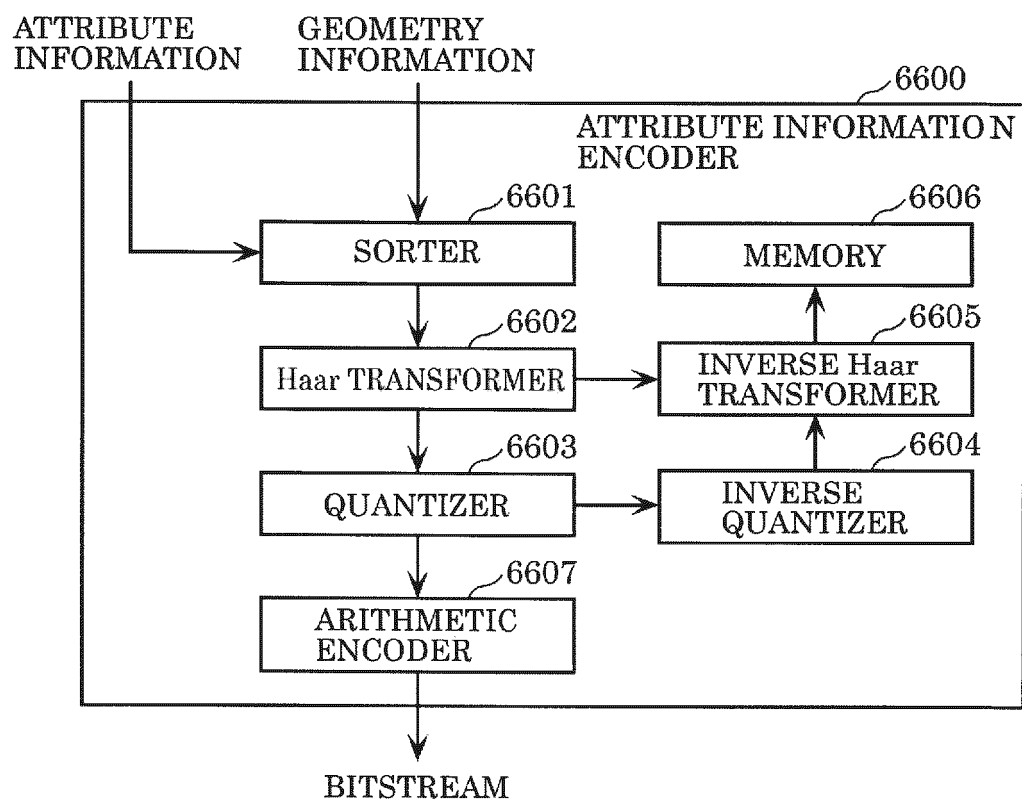 ATTRIBUTE
INFORMATION
GEOMETRY
INFORMATION
6600
ATTRIBUTE INFORMATION
ENCODER
6601
SORTER
6606
MEMORY
6602
Haar TRANSFORMER
6605
INVERSE Haar
TRANSFORMER
6603
QUANTIZER
6604
INVERSE
QUANTIZER
6607
ARITHMETIC
ENCODER
BITSTREAM